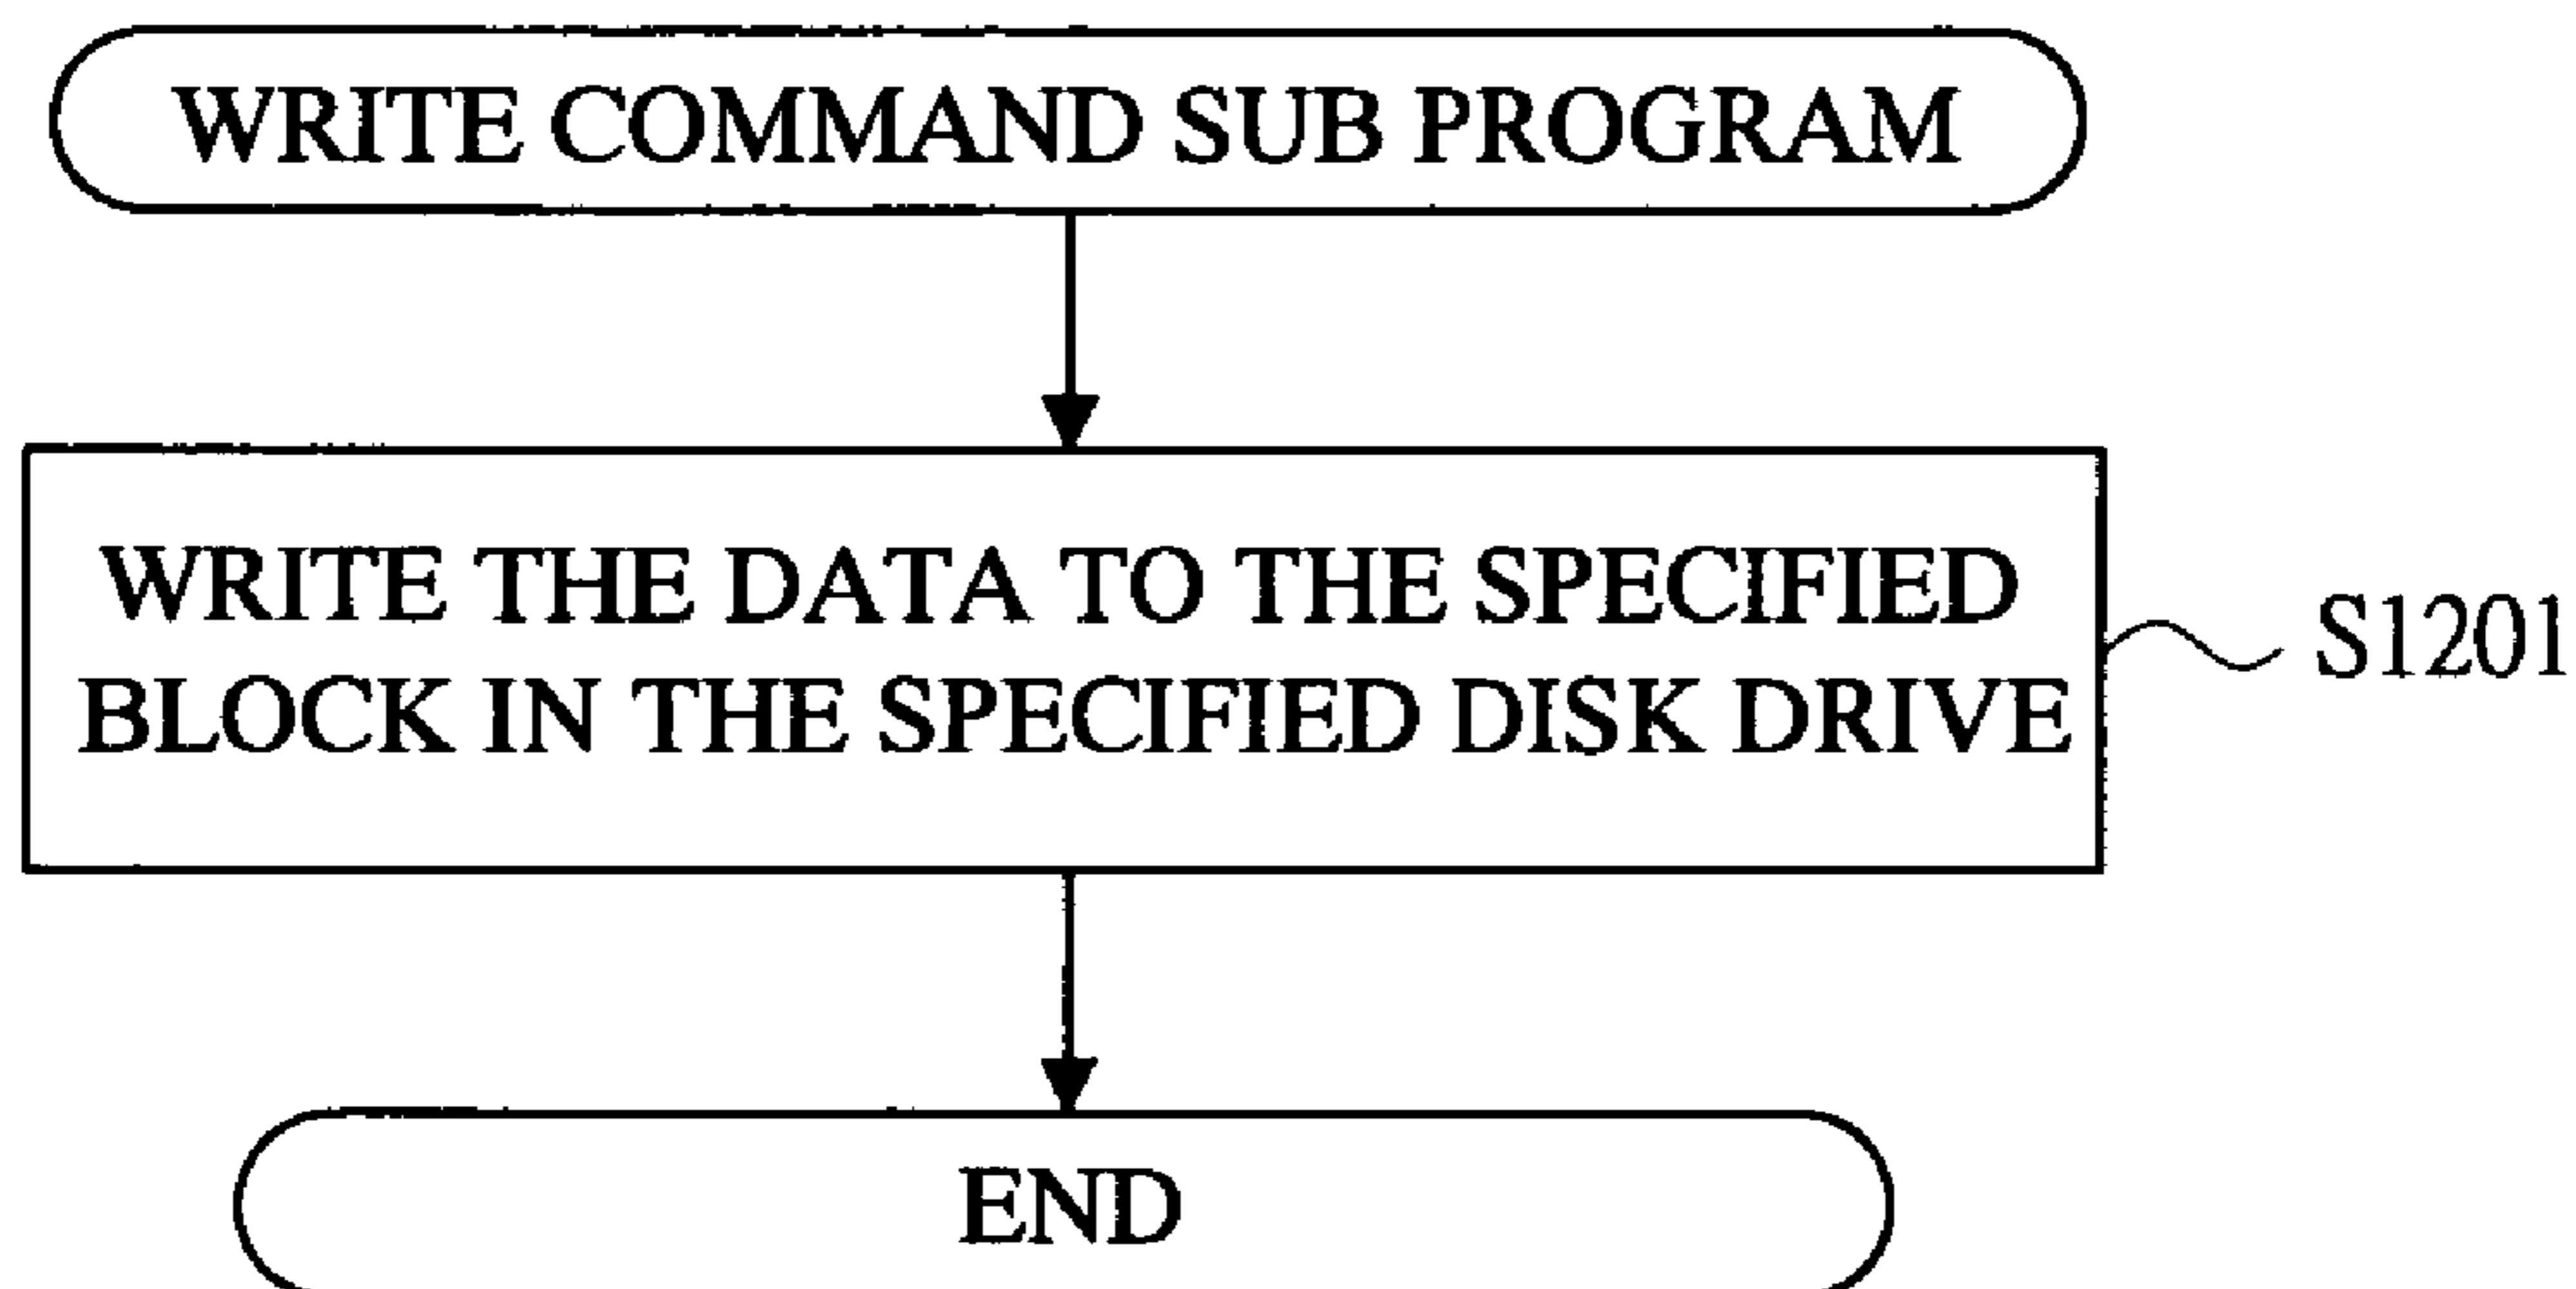 WRITE COMMAND SUB PROGRAM
WRITE THE DATA TO THE SPECIFIED
BLOCK IN THE SPECIFIED DISK DRIVE
S1201
END